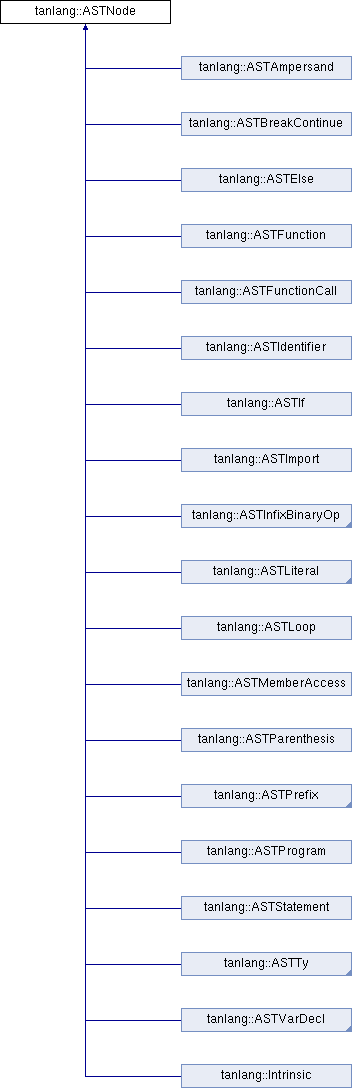 tanlang::ASTNode
tanlang::ASTAmpersand
tanlang::ASTBreakContinue
tanlang::ASTElse
tanlang::ASTFunction
tanlang::ASTFunctionCall
tanlang::ASTIdentifier
tanlang::ASTIf
tanlang::ASTImport
tanlang::ASTInfixBinaryOp
tanlang::ASTLiteral
tanlang::ASTLoop
tanlang::ASTMemberAccess
tanlang::ASTParenthesis
tanlang::ASTPrefix
tanlang::ASTProgram
tanlang::ASTStatement
tanlang::ASTTy
tanlang::ASTVarDecl
tanlang::Intrinsic